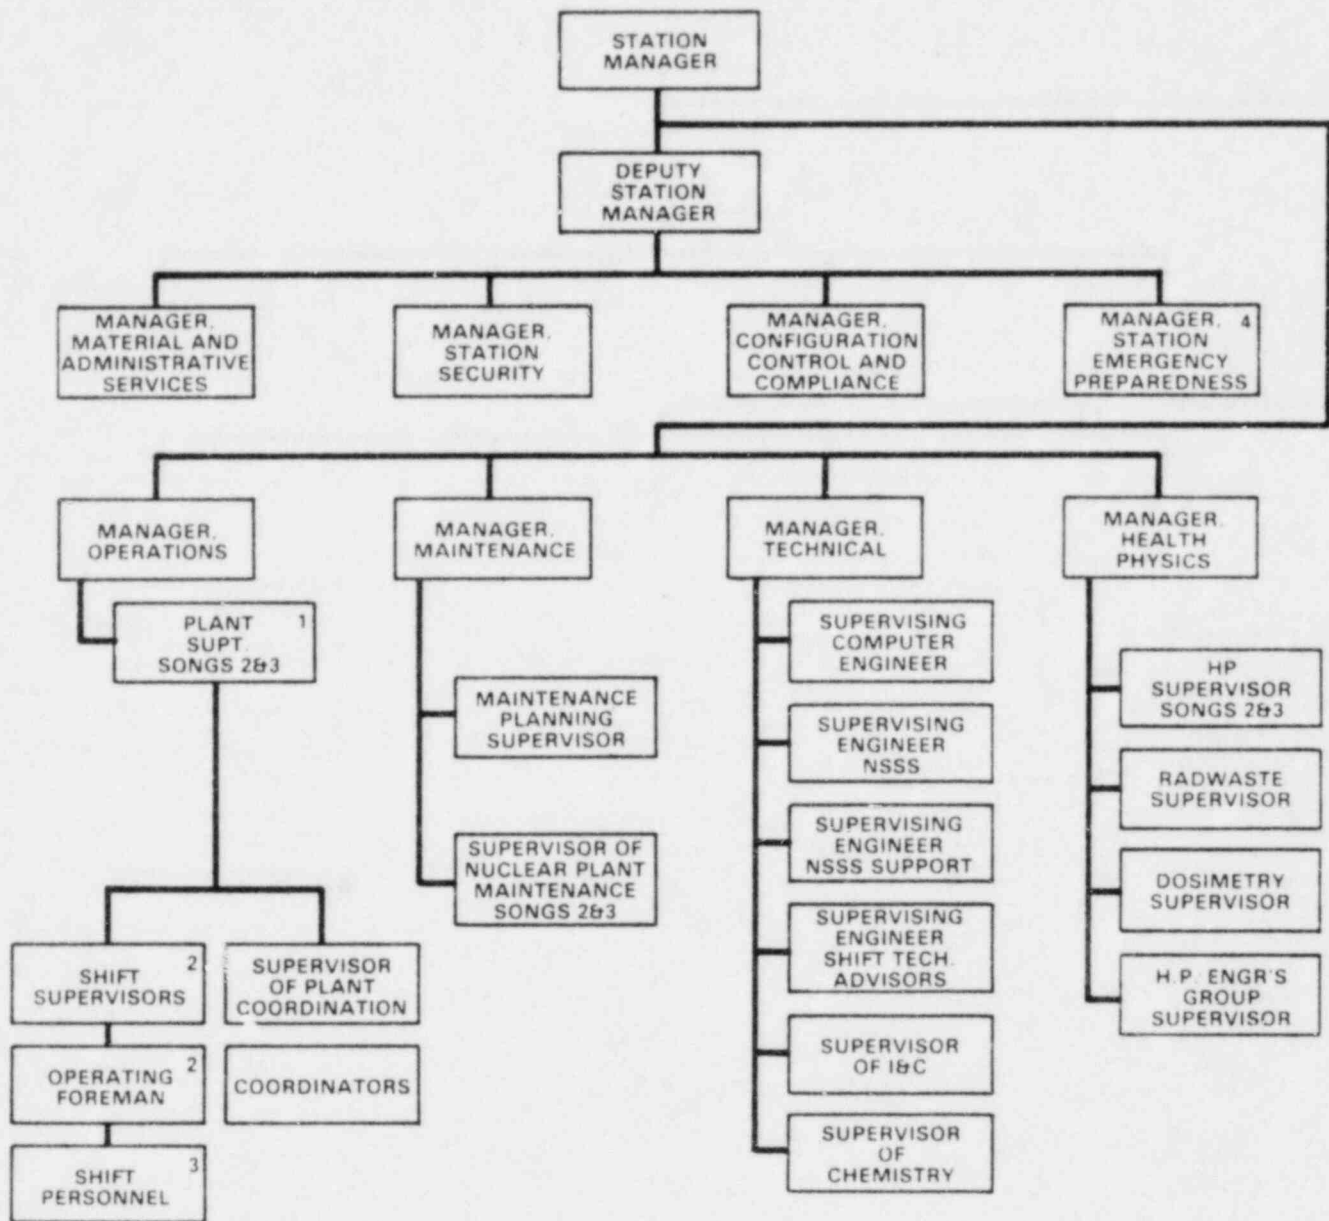 STATION
MANAGER
DEPUTY
STATION
MANAGER
MANAGER,
MATERIAL AND
ADMINISTRATIVE
SERVICES
MANAGER,
STATION
SECURITY
MANAGER,
CONFIGURATION
CONTROL AND
COMPLIANCE
MANAGER, 4
STATION
EMERGENCY
PREPAREDNESS
MANAGER,
OPERATIONS
MANAGER,
MAINTENANCE
MANAGER,
TECHNICAL
MANAGER,
HEALTH
PHYSICS
PLANT 1
SUPT.
SONGS 2&3
SHIFT 2
SUPERVISORS
SUPERVISOR
OF PLANT
COORDINATION
OPERATING 2
FOREMAN
COORDINATORS
SHIFT 3
PERSONNEL
MAINTENANCE
PLANNING
SUPERVISOR
SUPERVISOR OF
NUCLEAR PLANT
MAINTENANCE
SONGS 2&3
SUPERVISING
COMPUTER
ENGINEER
SUPERVISING
ENGINEER
NSSS
SUPERVISING
ENGINEER
NSSS SUPPORT
SUPERVISING
ENGINEER
SHIFT TECH.
ADVISORS
SUPERVISOR
OF I&C
SUPERVISOR
OF
CHEMISTRY
HP
SUPERVISOR
SONGS 2&3
RADWASTE
SUPERVISOR
DOSIMETRY
SUPERVISOR
H.P. ENGR'S
GROUP
SUPERVISOR